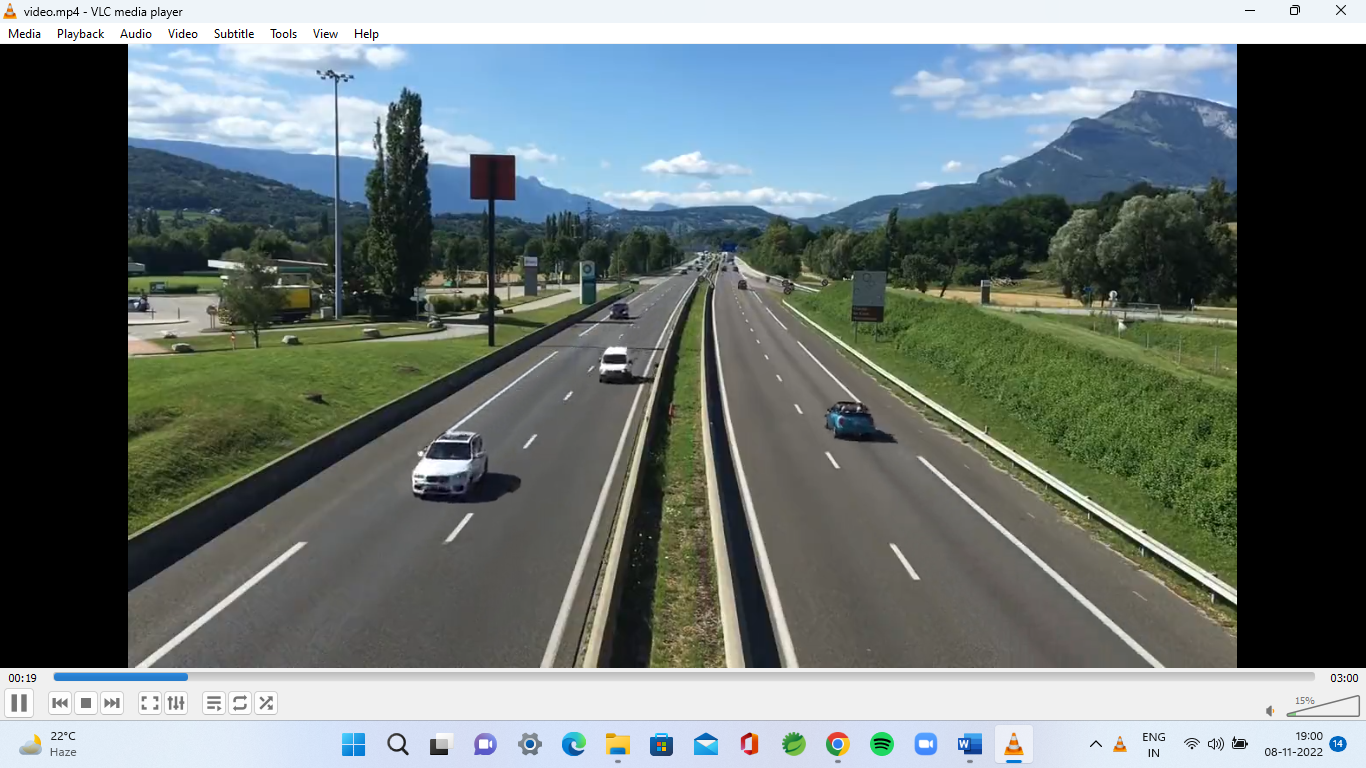 video.mp4 - VLC media player
Media Playback Audio Video Subtitle Tools View Help
00:19
03:00
15%
22°C
Haze
ENG
IN
19:00
08-11-2022
14